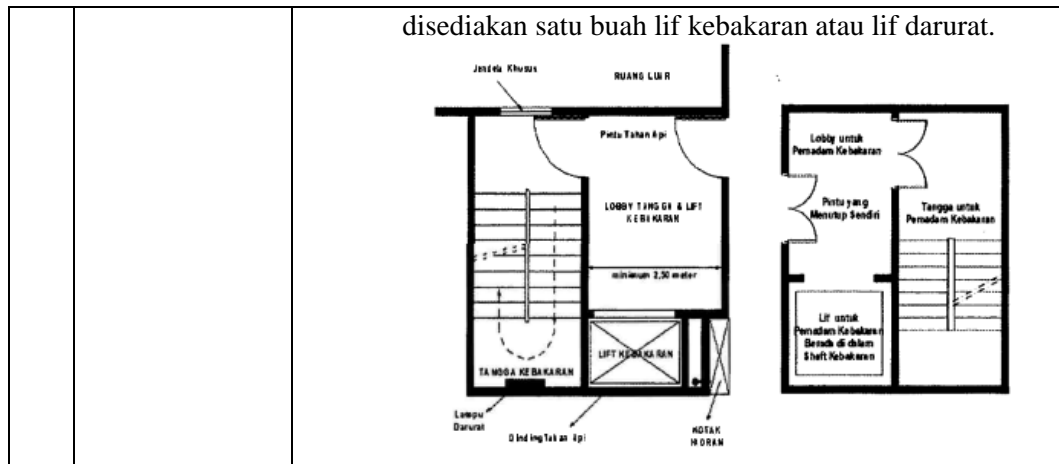 disediakan satu buah lif kebakaran atau lif darurat.
Jendela Khusus
RUANG LUAR
Pintu Tahan Api
LOBBY TANGGA & LIFT
KEBAKARAN
minimum 2,50 meter
LIFT KEBAKARAN
TANGGA KEBAKARAN
Lampu
Darurat
Dinding Tahan Api
KOTAK
HIDRAN
Lobby untuk
Pemadam Kebakaran
Pintu yang
Menutup Sendiri
Tangga untuk
Pemadam Kebakaran
Lif untuk
Pemadam Kebakaran
Berada di dalam
Shaft Kebakaran